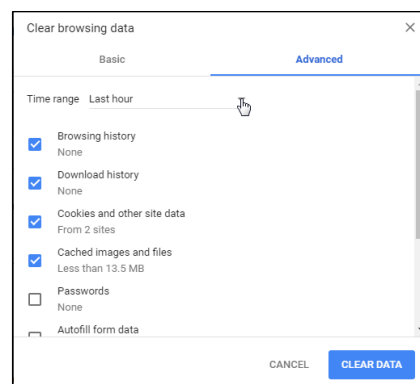 Clear browsing data
Basic
Advanced
Time range Last hour
Browsing history
None
Download history
None
Cookies and other site data
From 2 sites
Cached images and files
Less than 13.5 MB
Passwords
None
Autofill form data
CANCEL
CLEAR DATA